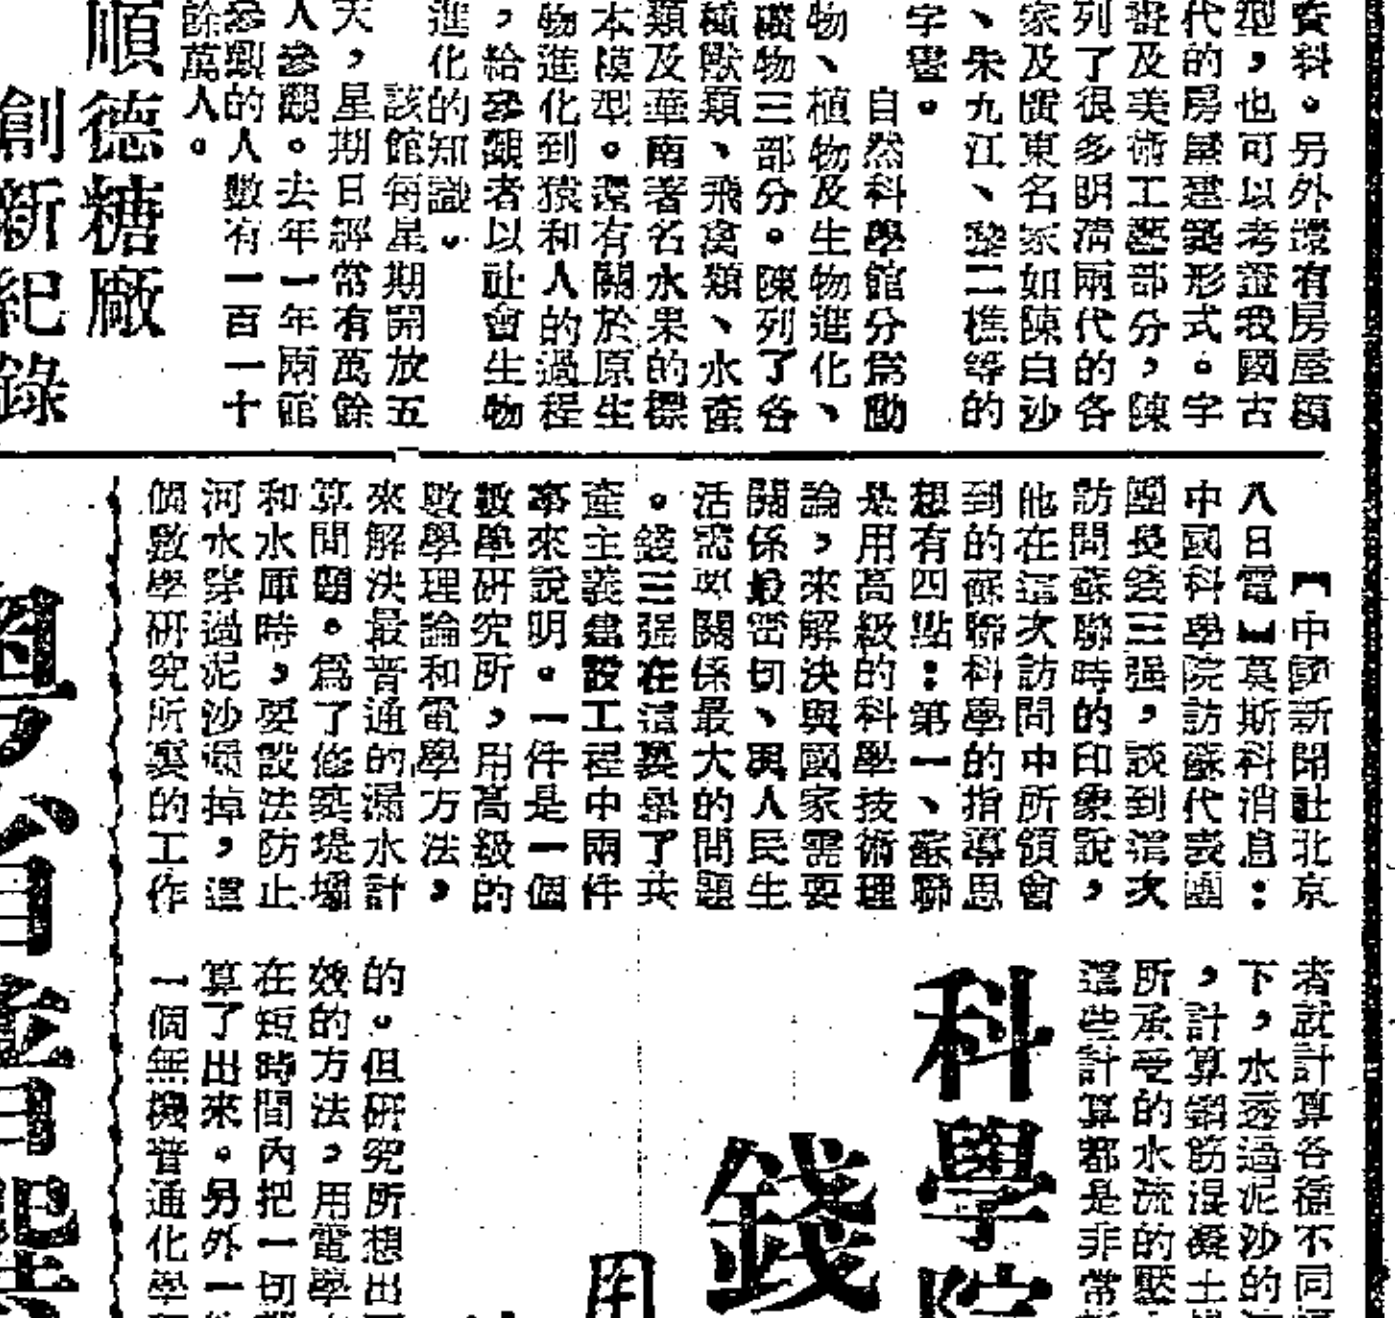 資料。另外還有房屋模
型，也可以考證我國古
代的房屋建築形式。字
畫及美術工藝部分，陳
列了很多明清兩代的各
家及廣東名家如陳白沙
、朱九江、黎二樵等的
字畫。
自然科學館分為動
物、植物及生物進化、
礦物三部分。陳列了各
種獸類、飛禽類、水產
類及華南著名水果的標
本模型。還有關於原生
物進化到猿和人的過程
，給參觀者以社會生物
進化的知識。
該館每星期開放五
天，星期日經常有萬餘
人參觀。去年一年兩館
參觀的人數有一百一十
餘萬人。
順德糖廠
創新紀錄
【中國新聞社北京
八日電】莫斯科消息：
中國科學院訪蘇代表團
團長錢三强，談到這次
訪問蘇聯時的印象說，
他在這次訪問中所領會
到的蘇聯科學的指導思
想有四點：第一、蘇聯
是用高級的科學技術理
論，來解決與國家需要
關係最密切、與人民生
活需要關係最大的問題
。錢三强在這裏舉了共
產主義建設工程中兩件
事來說明。一件是一個
數學研究所，用高級的
數學理論和電學方法，
來解決最普通的漏水計
算問題。為了修築堤壩
和水庫時，要設法防止
河水穿過泥沙漏掉，這
個數學研究所裏的工作
者就計算各種不同
下，水透過泥沙的
，計算鋼筋混凝土
所承受的水流的壓
這些計算都是非常
科學院
錢
用
的。但研究所想出
效的方法，用電學
在短時間內把一切
算了出來。另外一
一個無機普通化學